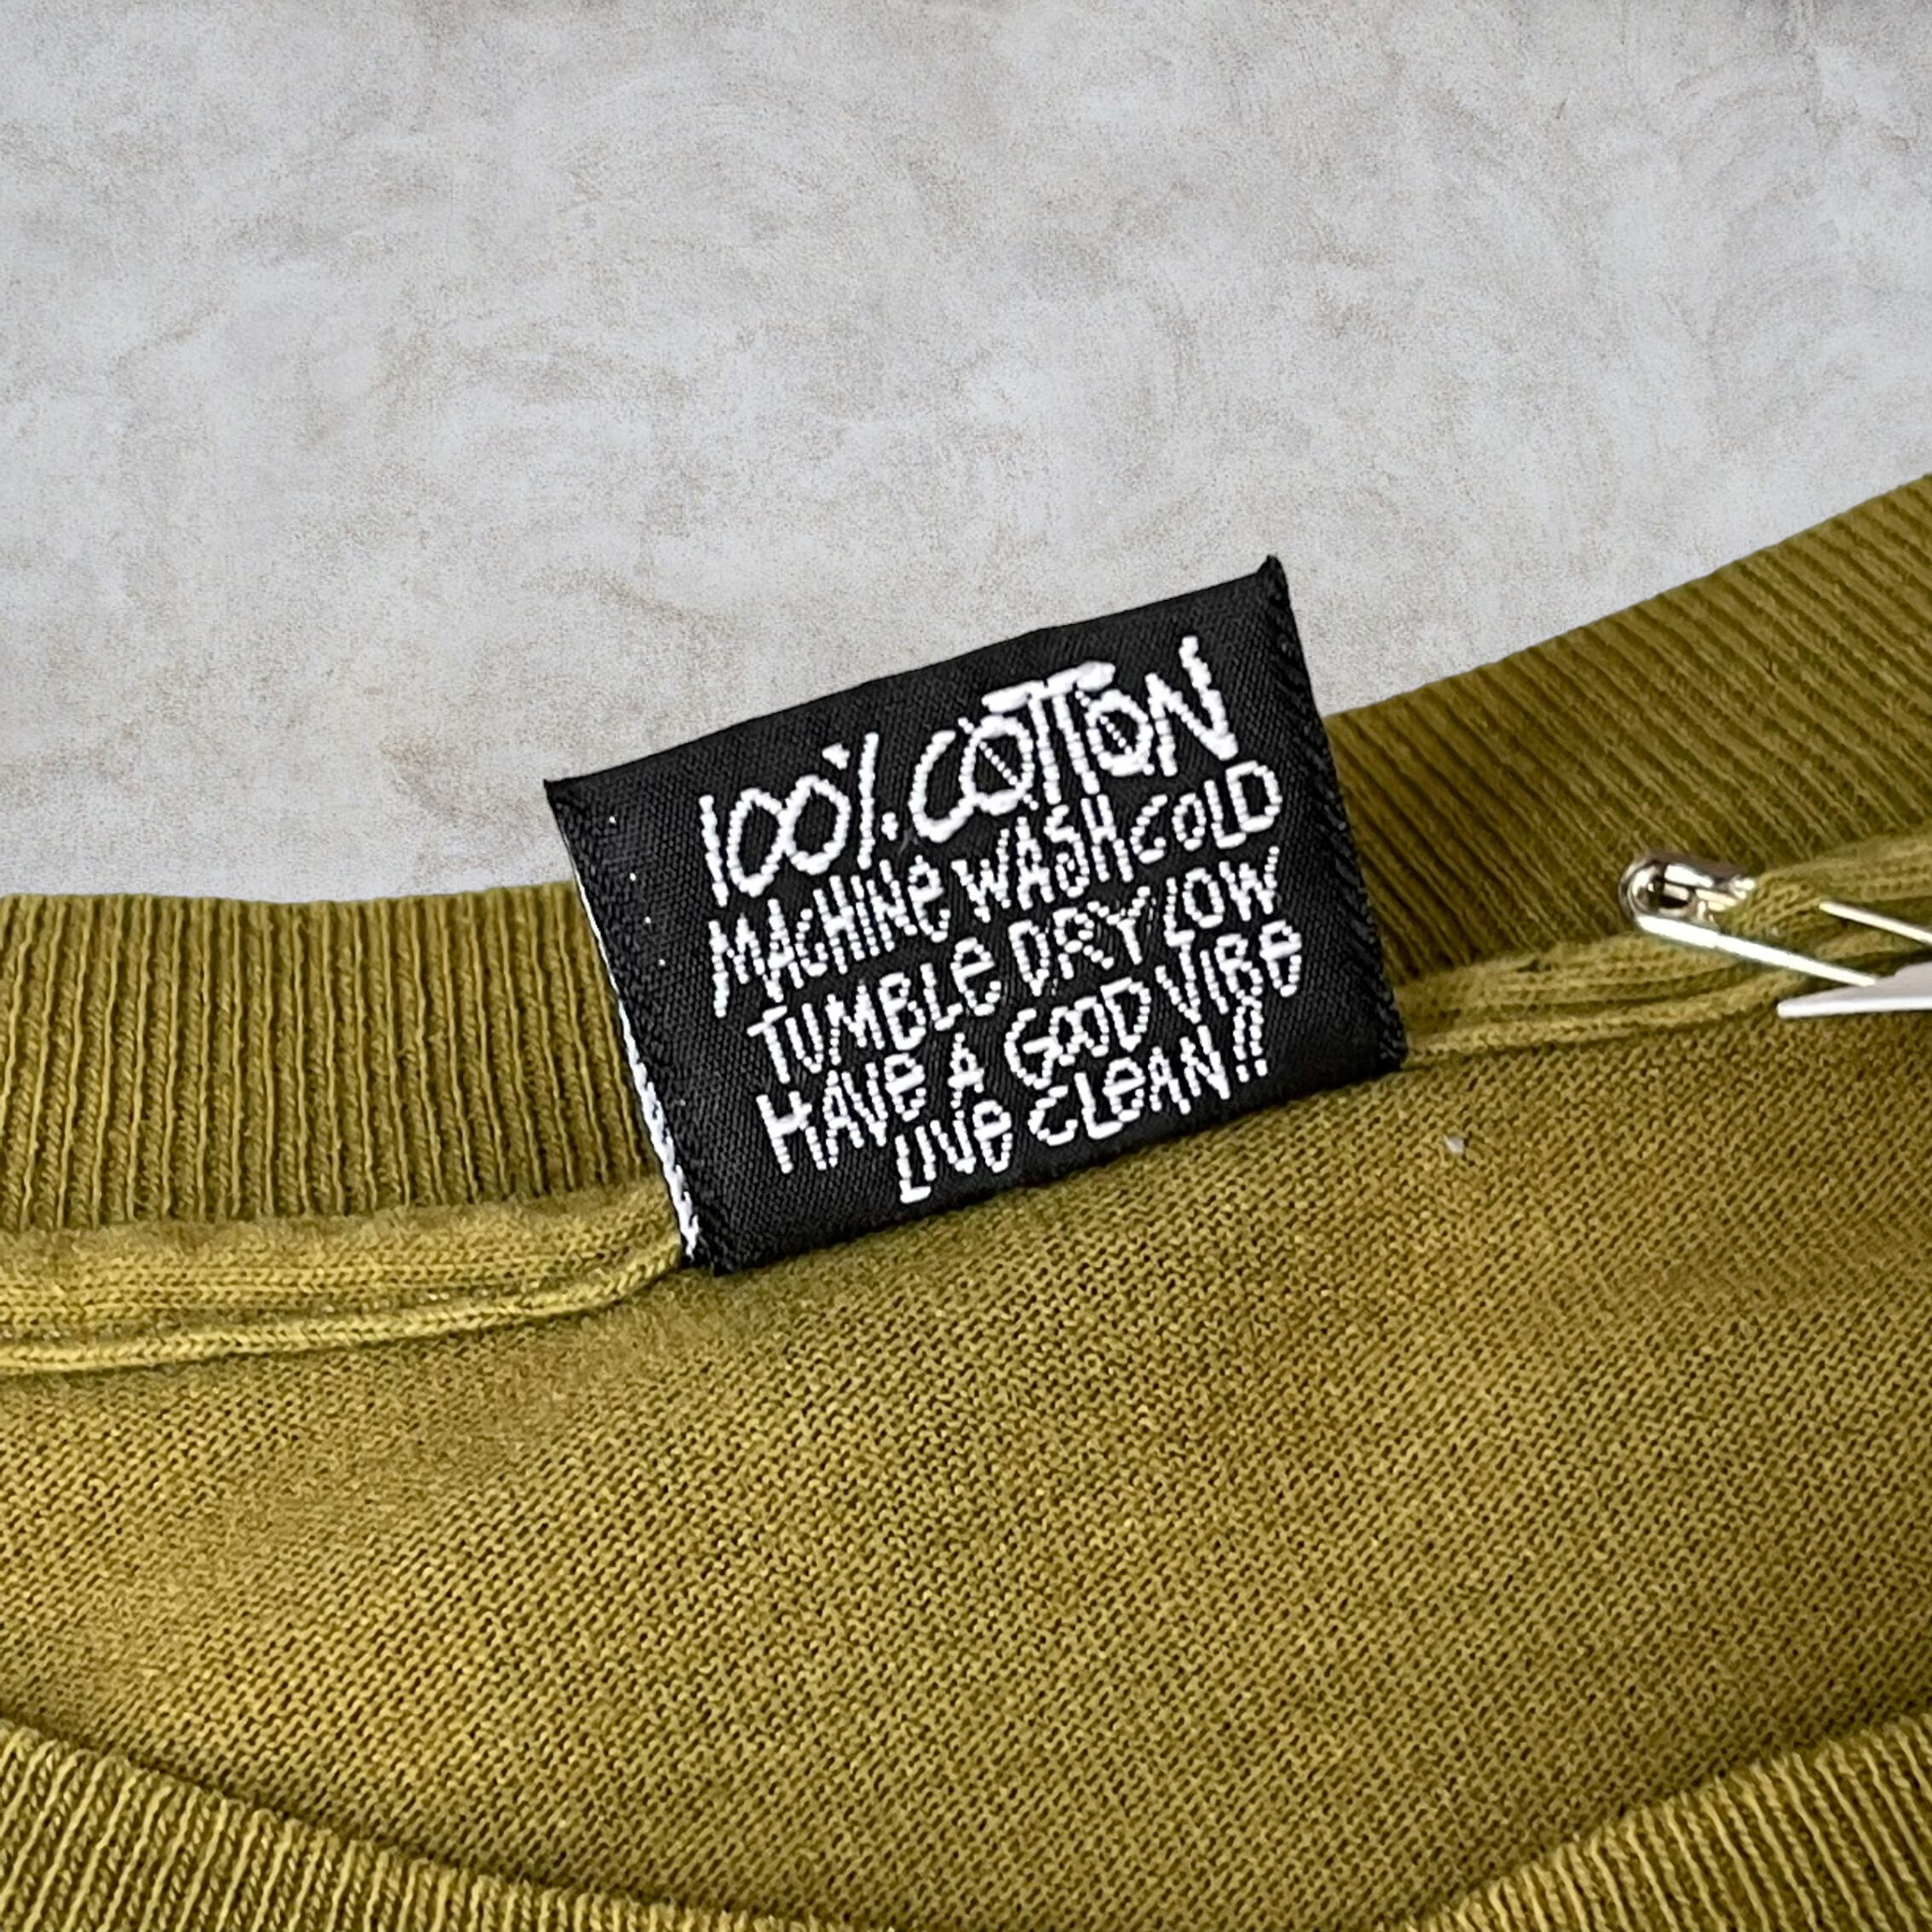 100% COTTON
MACHINe WASH COLD
TUMBLe DRY LOW
HAVe A GOOD VIBe
LIVe CLeAN!!